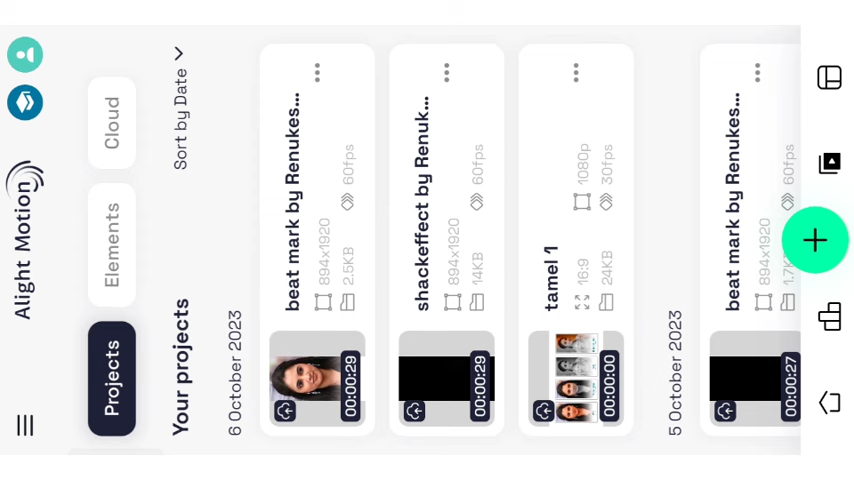 Alight Motion
Projects
Elements
Cloud
Your projects
Sort by Date
6 October 2023
beat mark by Renukes...
894x1920
60fps
2.5KB
00:00:29
shackeffect by Renuk...
894x1920
60fps
14KB
00:00:29
tamel 1
16:9
1080p
24KB
30fps
00:00:00
5 October 2023
beat mark by Renukes...
894x1920
1.7K
60fps
00:00:27